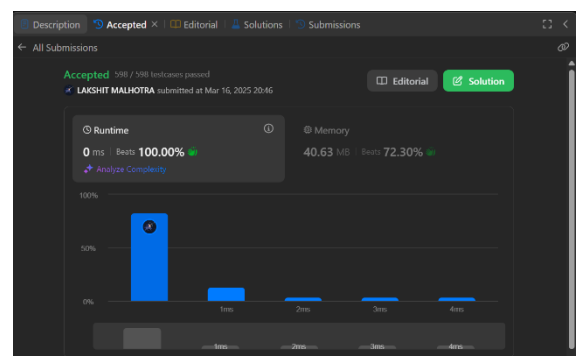 Description Accepted × Editorial Solutions Submissions
← All Submissions
Accepted 598 / 598 testcases passed
LAKSHIT MALHOTRA submitted at Mar 16, 2025 20:46
Editorial Solution
Runtime
0 ms Beats 100.00%
Analyze Complexity
Memory
40.63 MB Beats 72.30%
100%
50%
0%
1ms 2ms 3ms 4ms
1ms 2ms 3ms 4ms